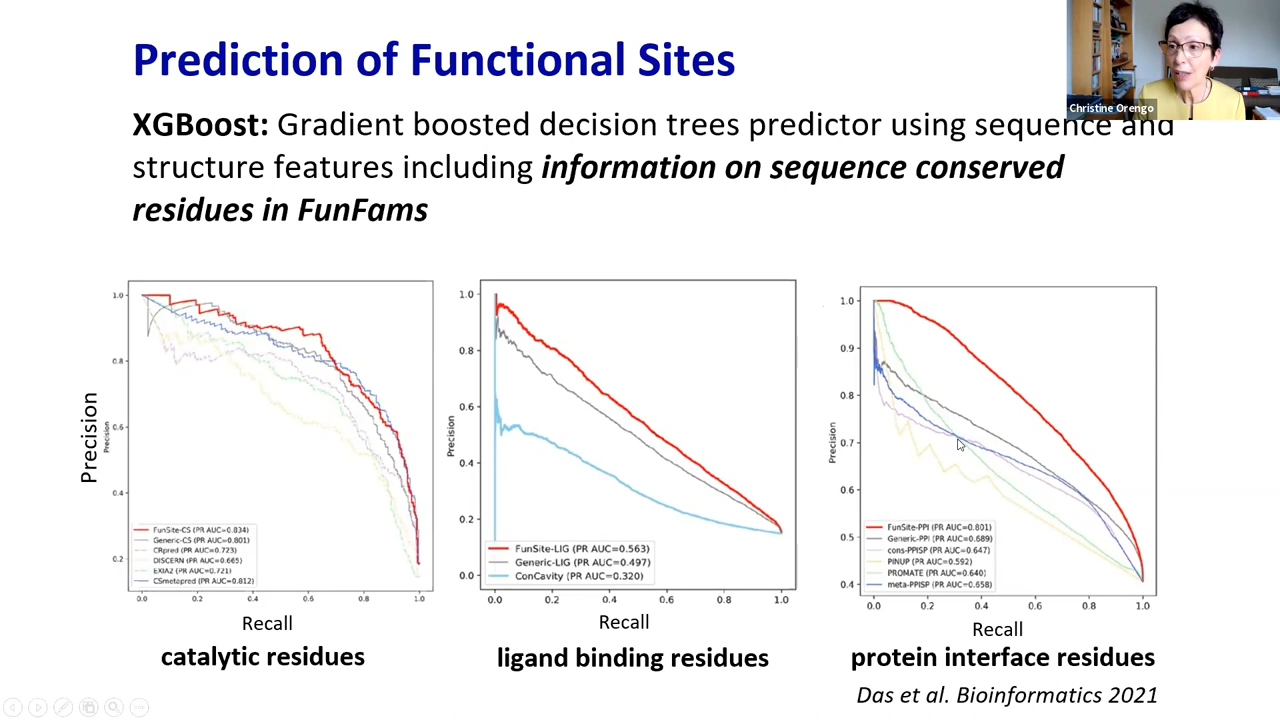 Prediction of Functional Sites
Christine Orengo
XGBoost: Gradient boosted decision trees predictor using sequence and
structure features including information on sequence conserved
residues in FunFams
Precision
Precision
1.0
0.8
0.6
0.4
0.2
FunSite-CS (PR AUC=0.834)
Generic-CS (PR AUC=0.801)
CRpred (PR AUC=0.723)
DISCERN (PR AUC=0.665)
EXIA2 (PR AUC=0.721)
CSmetapred (PR AUC=0.812)
0.0 0.2 0.4 0.6 0.8 1.0
Recall
catalytic residues
Precision
1.0
0.8
0.6
0.4
0.2
0.0
FunSite-LIG (PR AUC=0.563)
Generic-LIG (PR AUC=0.497)
ConCavity (PR AUC=0.320)
0.0 0.2 0.4 0.6 0.8 1.0
Recall
ligand binding residues
Precision
1.0
0.9
0.8
0.7
0.6
0.5
0.4
FunSite-PPI (PR AUC=0.801)
Generic-PPI (PR AUC=0.689)
cons-PPISP (PR AUC=0.647)
PINUP (PR AUC=0.592)
PROMATE (PR AUC=0.640)
meta-PPISP (PR AUC=0.658)
0.0 0.2 0.4 0.6 0.8 1.0
Recall
protein interface residues
Das et al. Bioinformatics 2021